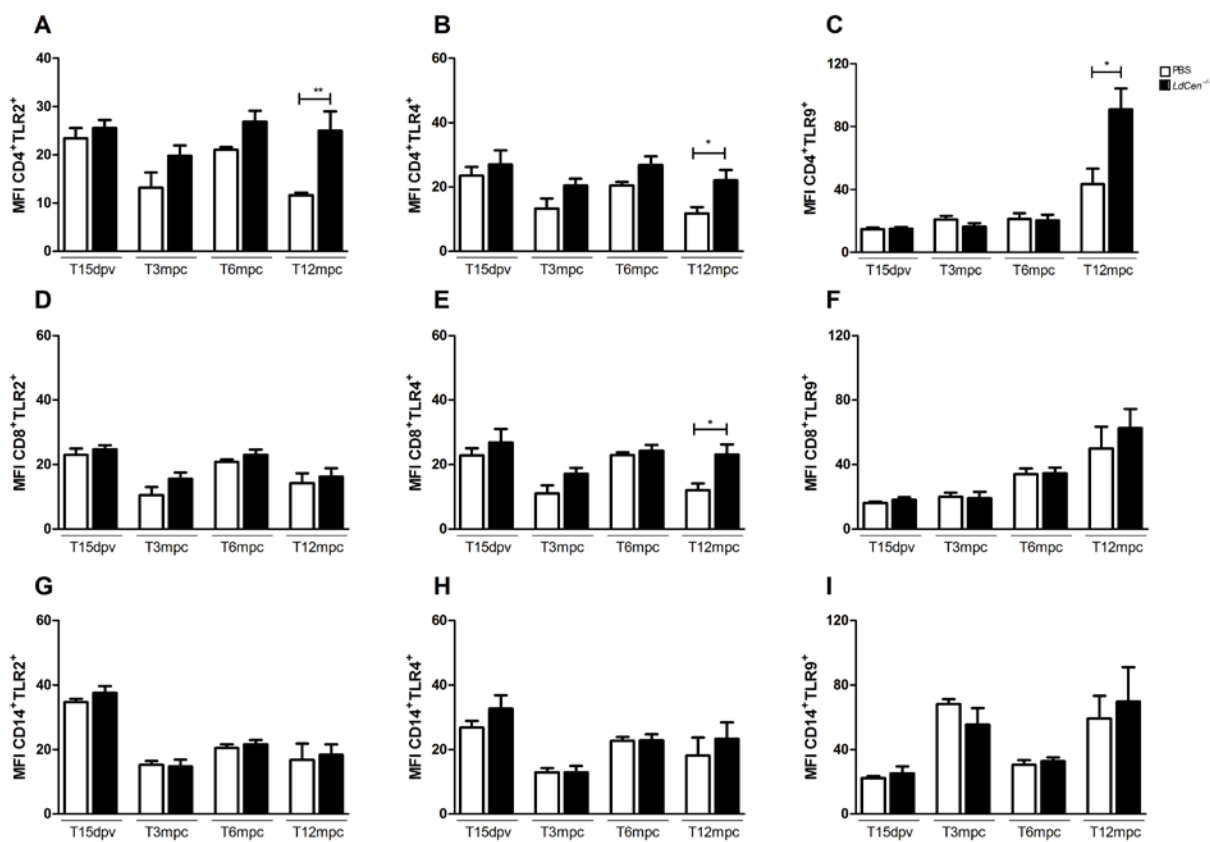 A
MFI CD4+TLR2+
40
30
20
10
0
**
T15dpv T3mpc T6mpc T12mpc
B
MFI CD4+TLR4+
60
40
20
0
*
T15dpv T3mpc T6mpc T12mpc
C
MFI CD4+TLR9+
120
80
40
0
*
T15dpv T3mpc T6mpc T12mpc
PBS
LdCen-/-
D
MFI CD8+TLR2+
60
40
20
0
T15dpv T3mpc T6mpc T12mpc
E
MFI CD8+TLR4+
60
40
20
0
*
T15dpv T3mpc T6mpc T12mpc
F
MFI CD8+TLR9+
120
80
40
0
T15dpv T3mpc T6mpc T12mpc
G
MFI CD14+TLR2+
60
40
20
0
T15dpv T3mpc T6mpc T12mpc
H
MFI CD14+TLR4+
60
40
20
0
T15dpv T3mpc T6mpc T12mpc
I
MFI CD14+TLR9+
120
80
40
0
T15dpv T3mpc T6mpc T12mpc